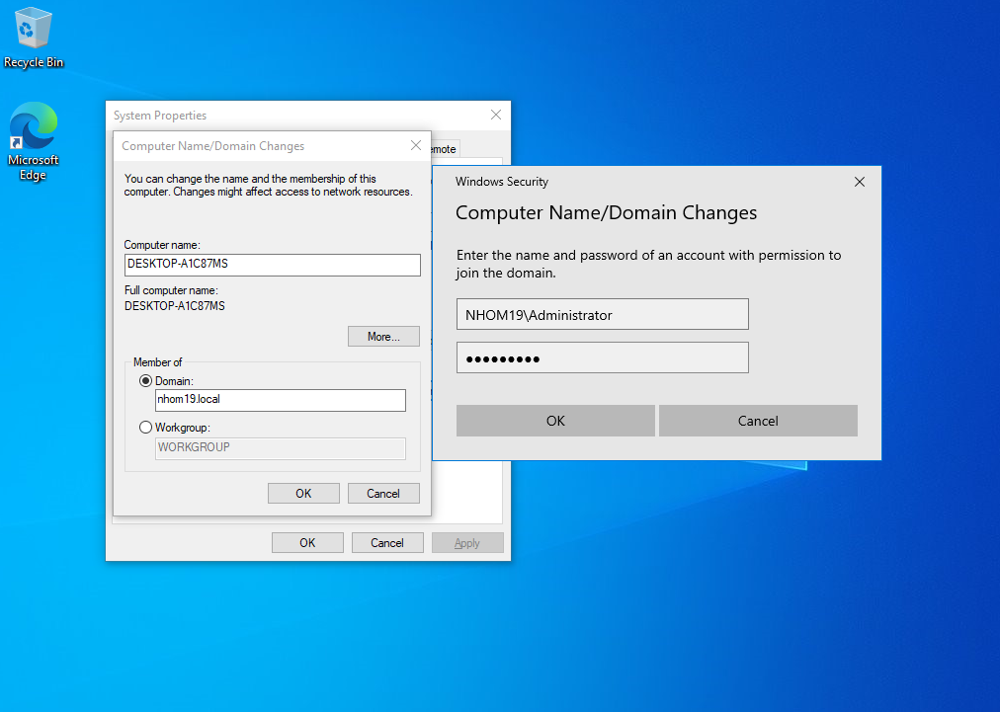 Recycle Bin
Microsoft
Edge
System Properties
emote
Computer Name/Domain Changes
You can change the name and the membership of this
computer. Changes might affect access to network resources.
Computer name:
DESKTOP-A1C87MS
Full computer name:
DESKTOP-A1C87MS
More...
Member of
Domain:
nhom19.local
Workgroup:
WORKGROUP
OK
Cancel
OK
Cancel
Apply
Windows Security
Computer Name/Domain Changes
Enter the name and password of an account with permission to
join the domain.
NHOM19\Administrator
●●●●●●●●●
OK
Cancel